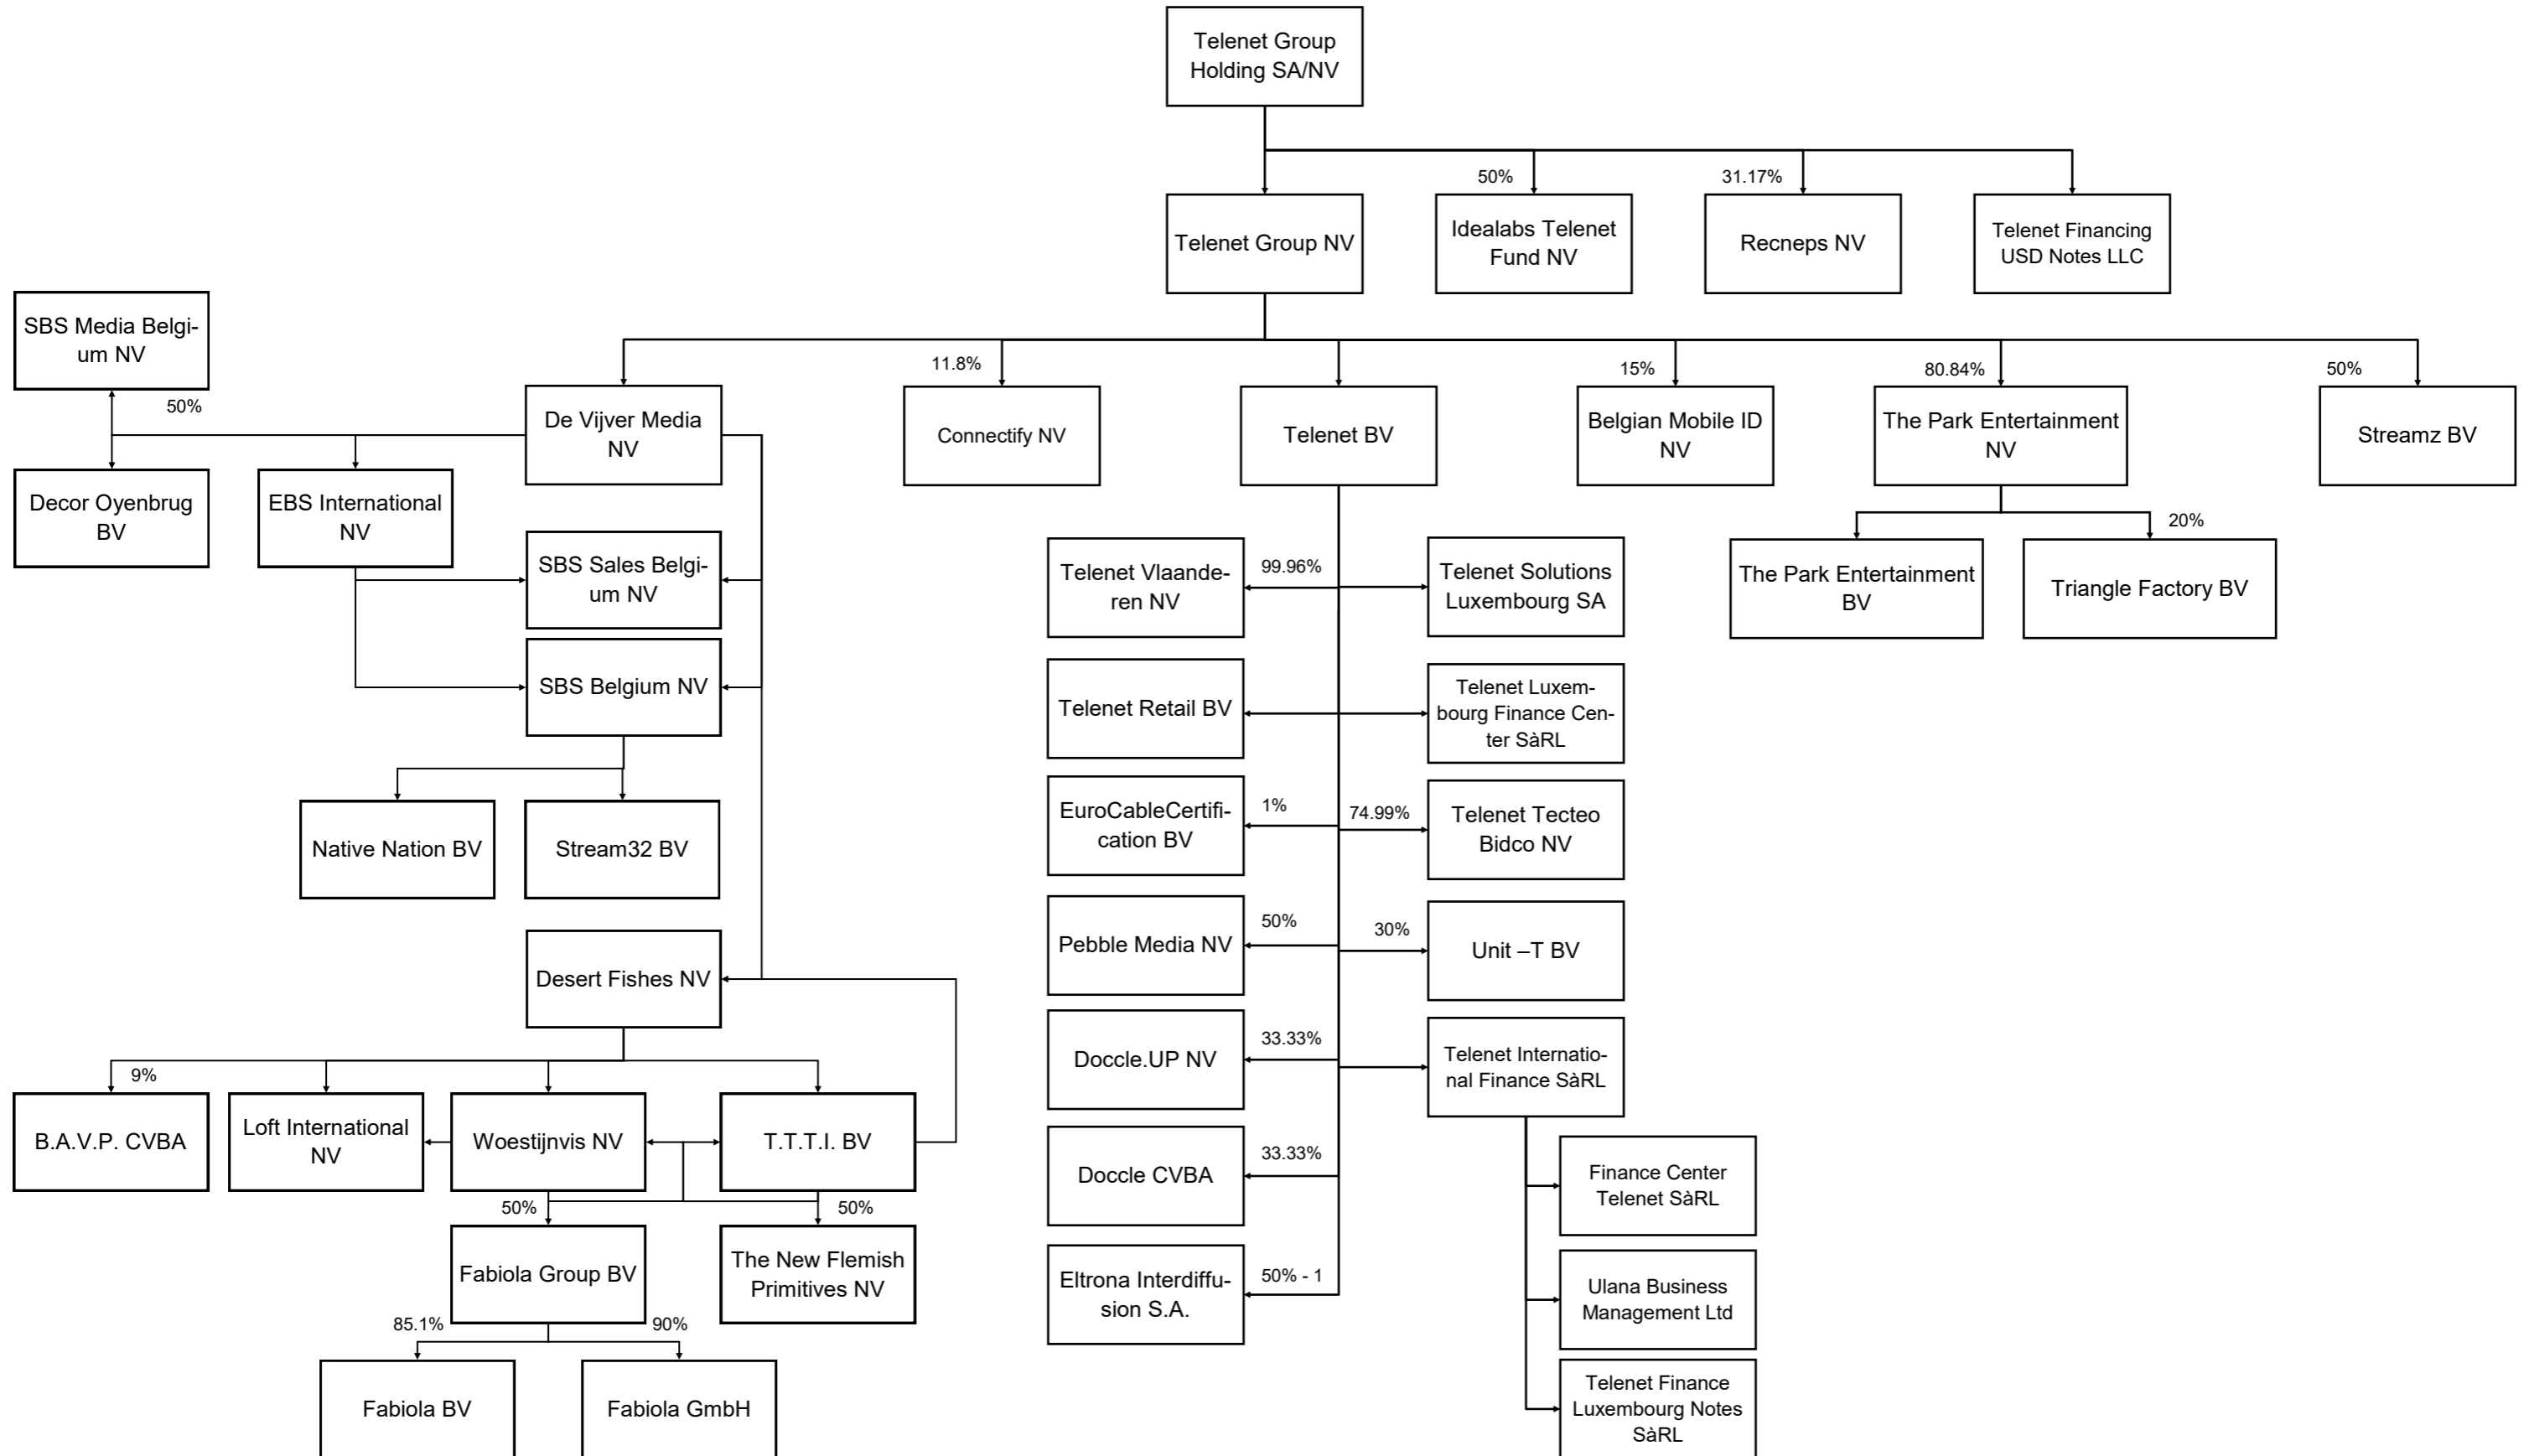 Telenet Group
Holding SA/NV
50%
31.17%
Telenet Group NV
Idealabs Telenet
Fund NV
Recneps NV
Telenet Financing
USD Notes LLC
SBS Media Belgi-
um NV
50%
11.8%
15%
80.84%
50%
De Vijver Media
NV
Connectify NV
Telenet BV
Belgian Mobile ID
NV
The Park Entertainment
NV
Streamz BV
Decor Oyenbrug
BV
EBS International
NV
20%
The Park Entertainment
BV
Triangle Factory BV
SBS Sales Belgi-
um NV
SBS Belgium NV
Native Nation BV
Stream32 BV
Desert Fishes NV
9%
B.A.V.P. CVBA
Loft International
NV
Woestijnvis NV
T.T.T.I. BV
50%
50%
Fabiola Group BV
The New Flemish
Primitives NV
85.1%
90%
Fabiola BV
Fabiola GmbH
Telenet Vlaande-
ren NV
99.96%
Telenet Solutions
Luxembourg SA
Telenet Retail BV
Telenet Luxem-
bourg Finance Cen-
ter SàRL
EuroCableCertifi-
cation BV
1%
74.99%
Telenet Tecteo
Bidco NV
Pebble Media NV
50%
30%
Unit –T BV
Doccle.UP NV
33.33%
Telenet Internatio-
nal Finance SàRL
Doccle CVBA
33.33%
Finance Center
Telenet SàRL
Eltrona Interdiffu-
sion S.A.
50% - 1
Ulana Business
Management Ltd
Telenet Finance
Luxembourg Notes
SàRL